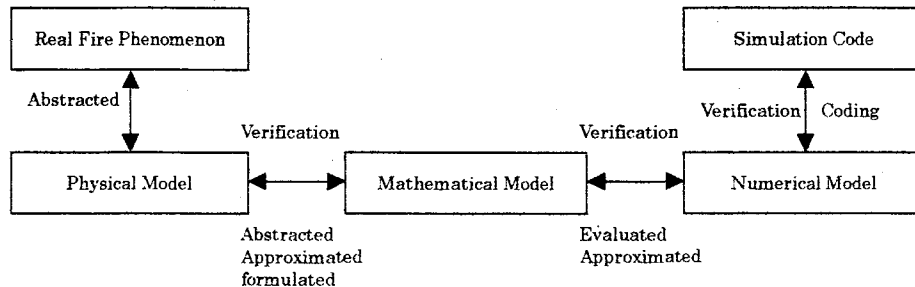 Real Fire Phenomenon
Simulation Code
Abstracted
Verification Coding
Verification
Verification
Physical Model
Mathematical Model
Numerical Model
Abstracted
Approximated
formulated
Evaluated
Approximated